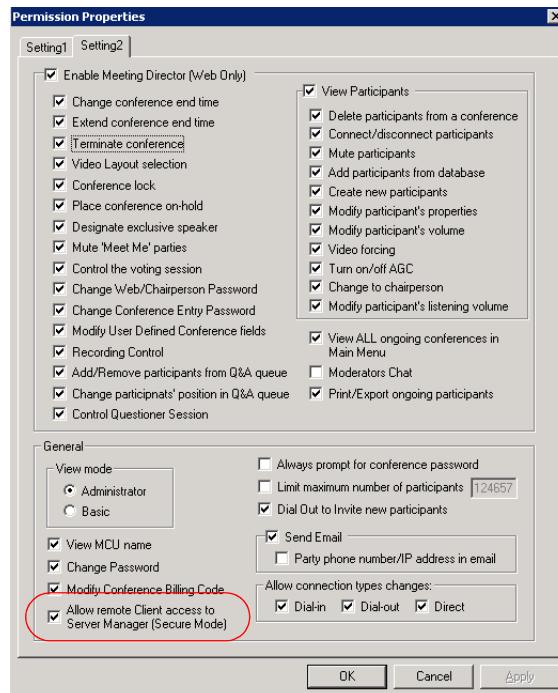 Permission Properties
Setting1 Setting2
Enable Meeting Director (Web Only)
Change conference end time
Extend conference end time
Terminate conference
Video Layout selection
Conference lock
Place conference on-hold
Designate exclusive speaker
Mute 'Meet Me' parties
Control the voting session
Change Web/Chairperson Password
Change Conference Entry Password
Modify User Defined Conference fields
Recording Control
Add/Remove participants from Q&A queue
Change participnats' position in Q&A queue
Control Questioner Session
View Participants
Delete participants from a conference
Connect/disconnect participants
Mute participants
Add participants from database
Create new participants
Modify participant's properties
Modify participant's volume
Video forcing
Turn on/off AGC
Change to chairperson
Modify participant's listening volume
View ALL ongoing conferences in
Main Menu
Moderators Chat
Print/Export ongoing participants
General
View mode
Administrator
Basic
View MCU name
Change Password
Modify Conference Billing Code
Allow remote Client access to
Server Manager (Secure Mode)
Always prompt for conference password
Limit maximum number of participants 124657
Dial Out to Invite new participants
Send Email
Party phone number/IP address in email
Allow connection types changes:
Dial-in Dial-out Direct
OK Cancel Apply